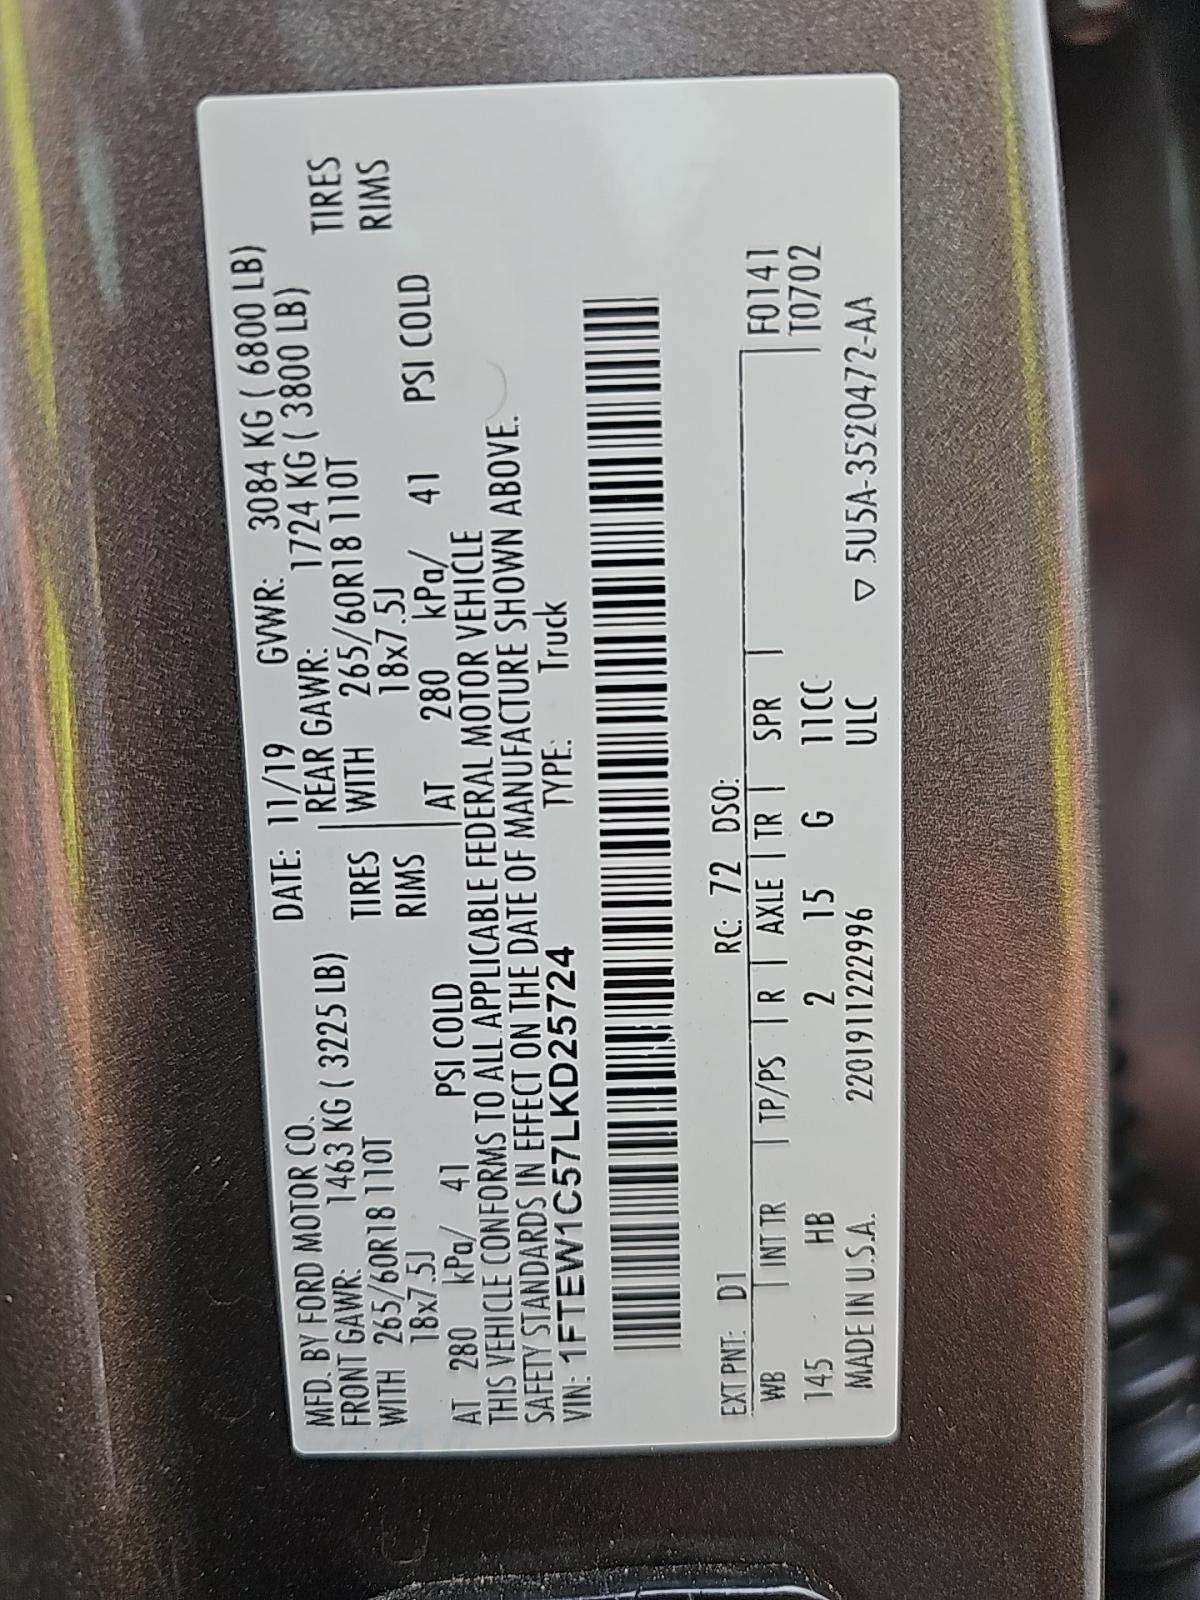 MFD. BY FORD MOTOR CO. DATE: 11/19 GVWR: 3084 KG ( 6800 LB)
FRONT GAWR: 1463 KG ( 3225 LB) REAR GAWR: 1724 KG ( 3800 LB)
WITH 265/60R18 110T TIRES WITH 265/60R18 110T TIRES
18x7.5J RIMS 18x7.5J RIMS
AT 280 kPa/ 41 PSI COLD AT 280 kPa/ 41 PSI COLD
THIS VEHICLE CONFORMS TO ALL APPLICABLE FEDERAL MOTOR VEHICLE
SAFETY STANDARDS IN EFFECT ON THE DATE OF MANUFACTURE SHOWN ABOVE.
VIN: 1FTEW1C57LKD25724 TYPE: Truck
EXT PNT: D1 RC: 72 DSO:
WB INT TR TP/PS R AXLE TR SPR F0141
145 HB 2 15 G 11CC T0702
MADE IN U.S.A. 220191122996 ULC ▽ 5U5A-3520472-AA